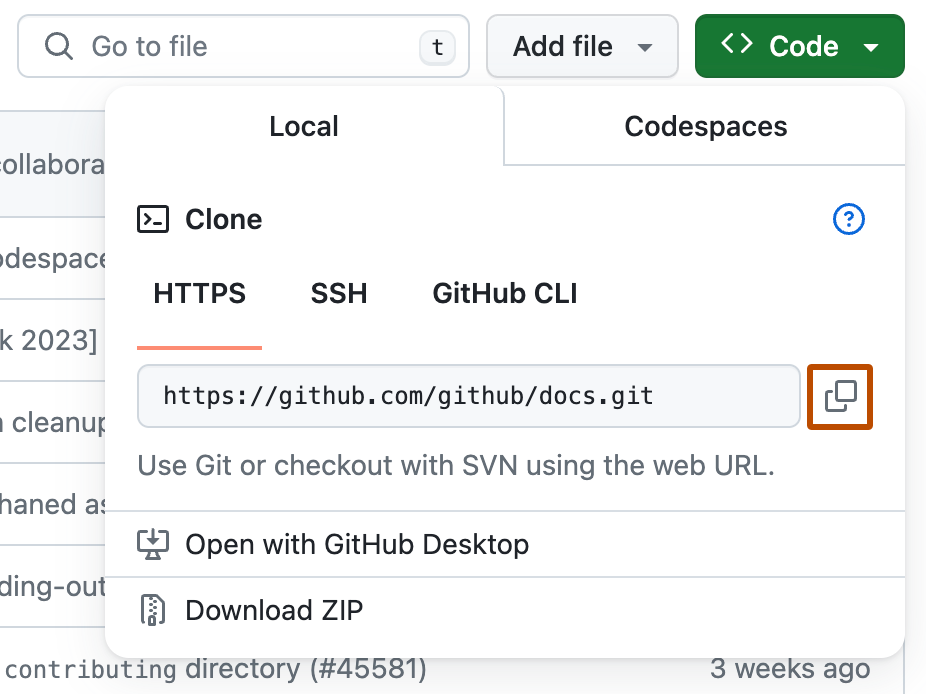 Go to file t Add file Code
Local Codespaces
collabora
Clone
odespace
HTTPS SSH GitHub CLI
k 2023]
https://github.com/github/docs.git
n cleanup
Use Git or checkout with SVN using the web URL.
haned as
Open with GitHub Desktop
ding-out
Download ZIP
contributing directory (#45581) 3 weeks ago